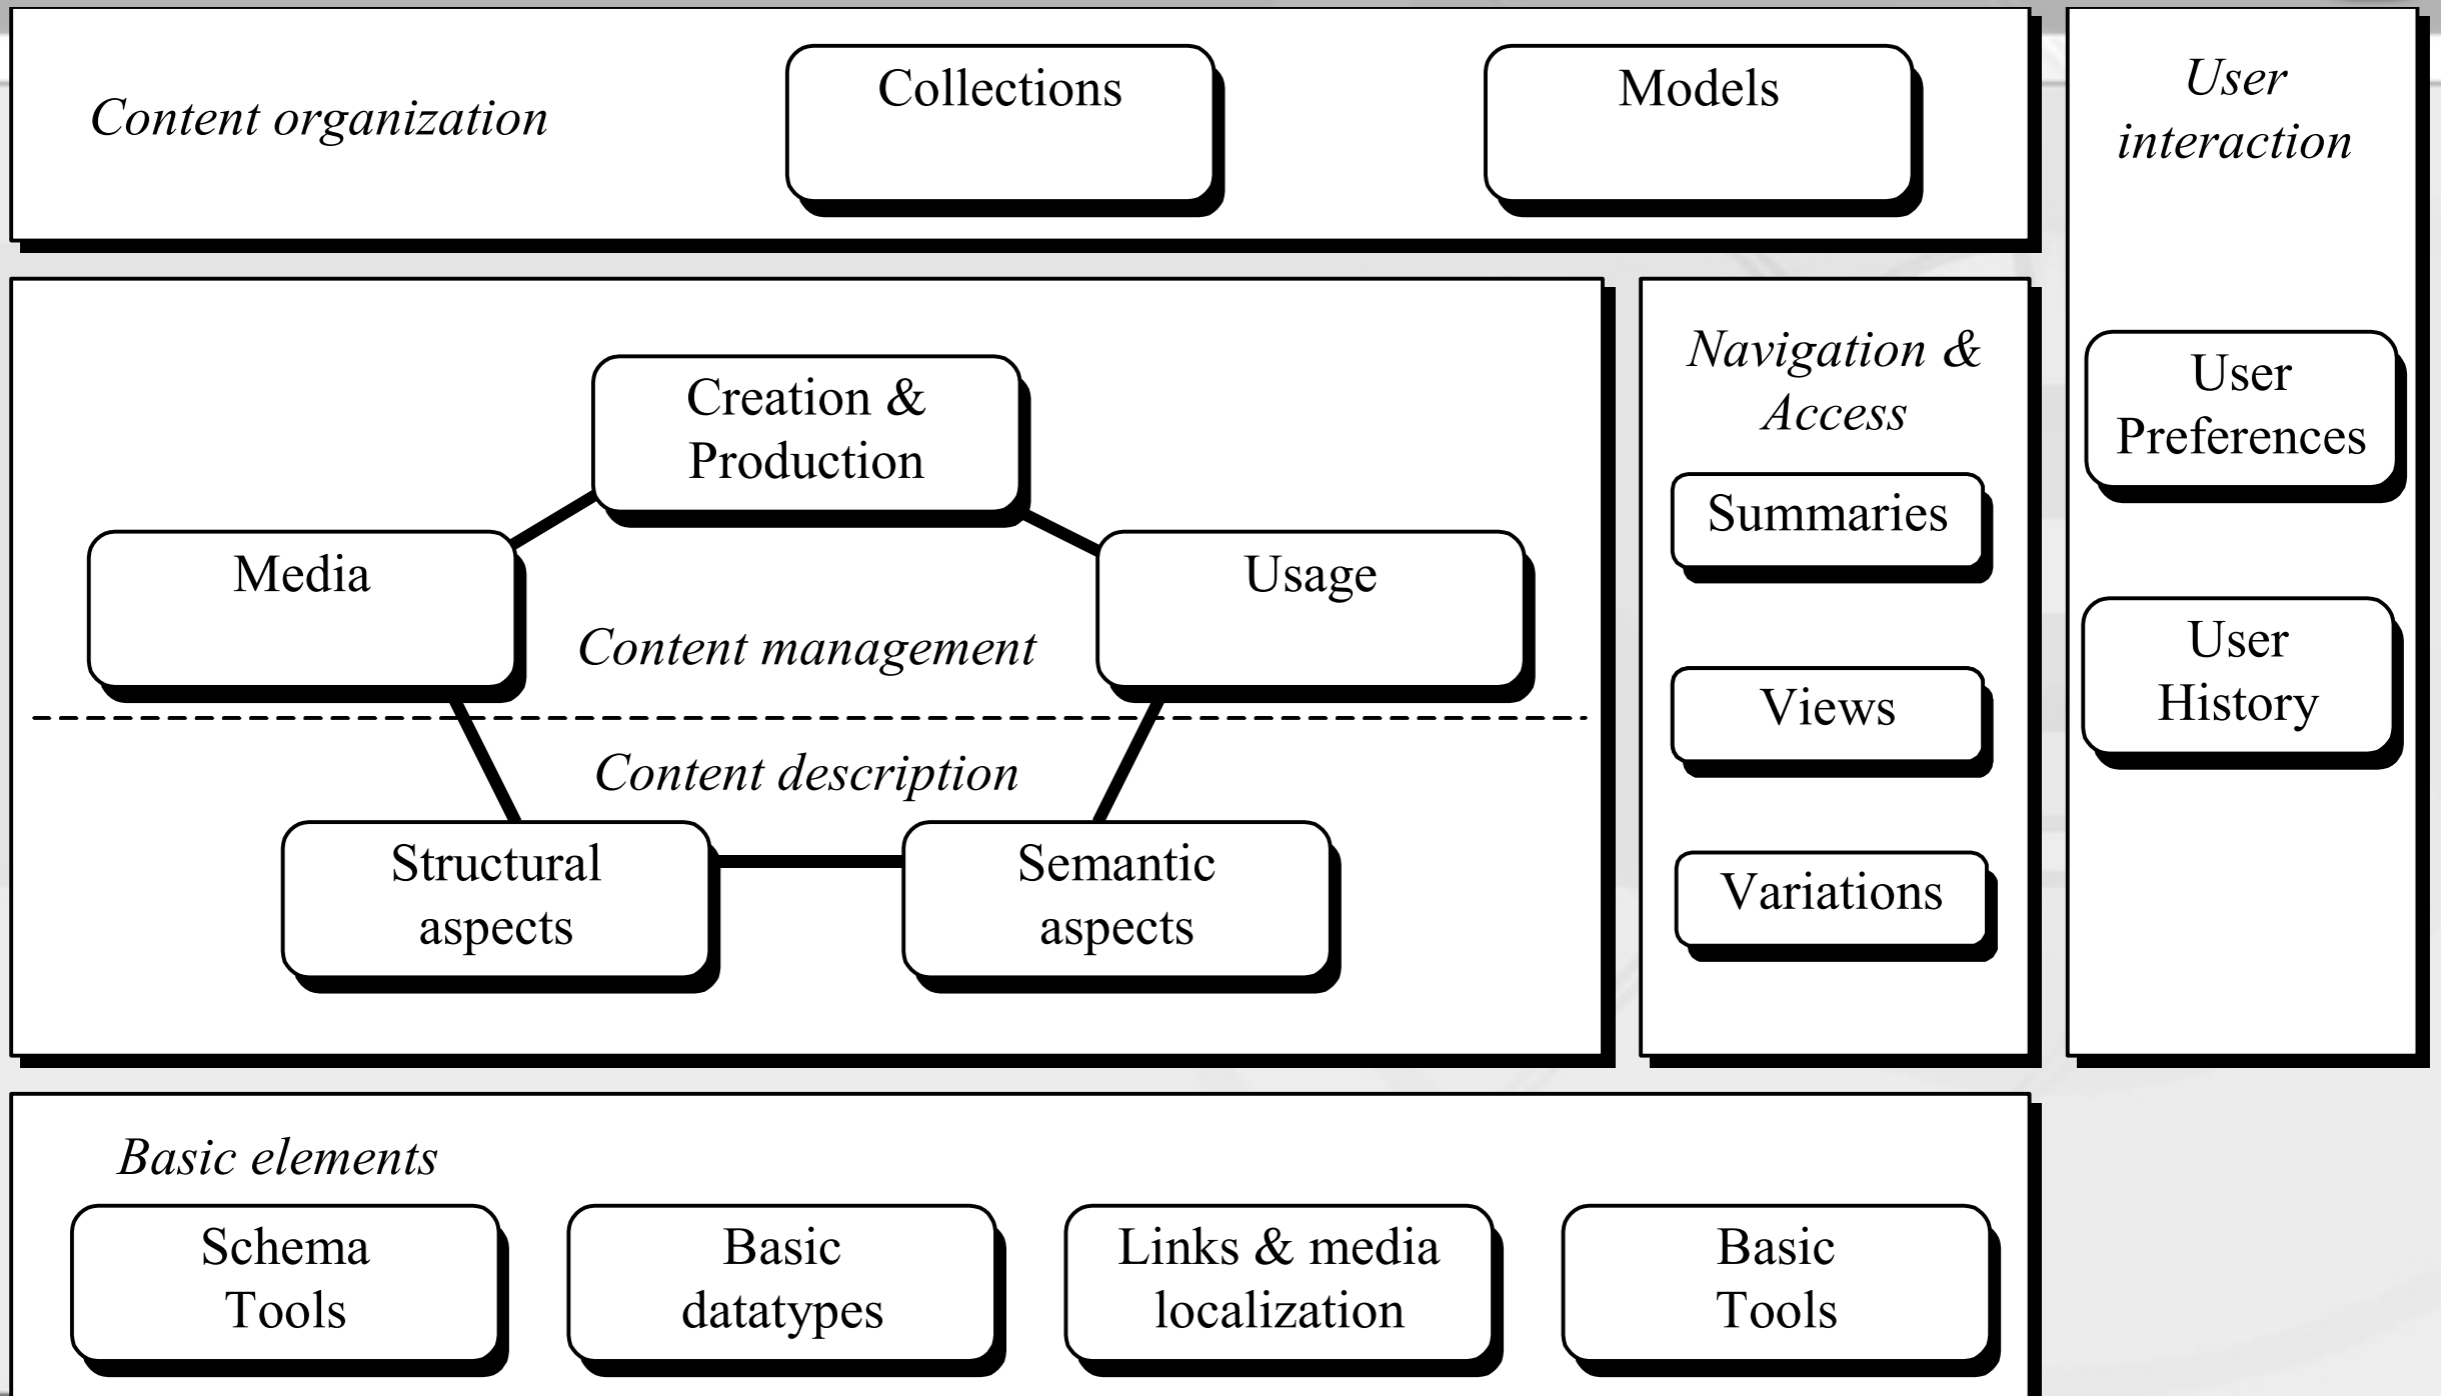 Content organization
Collections
Models
User
interaction
Creation &
Production
Media
Usage
Content management
Content description
Structural
aspects
Semantic
aspects
Navigation &
Access
Summaries
Views
Variations
User
Preferences
User
History
Basic elements
Schema
Tools
Basic
datatypes
Links & media
localization
Basic
Tools